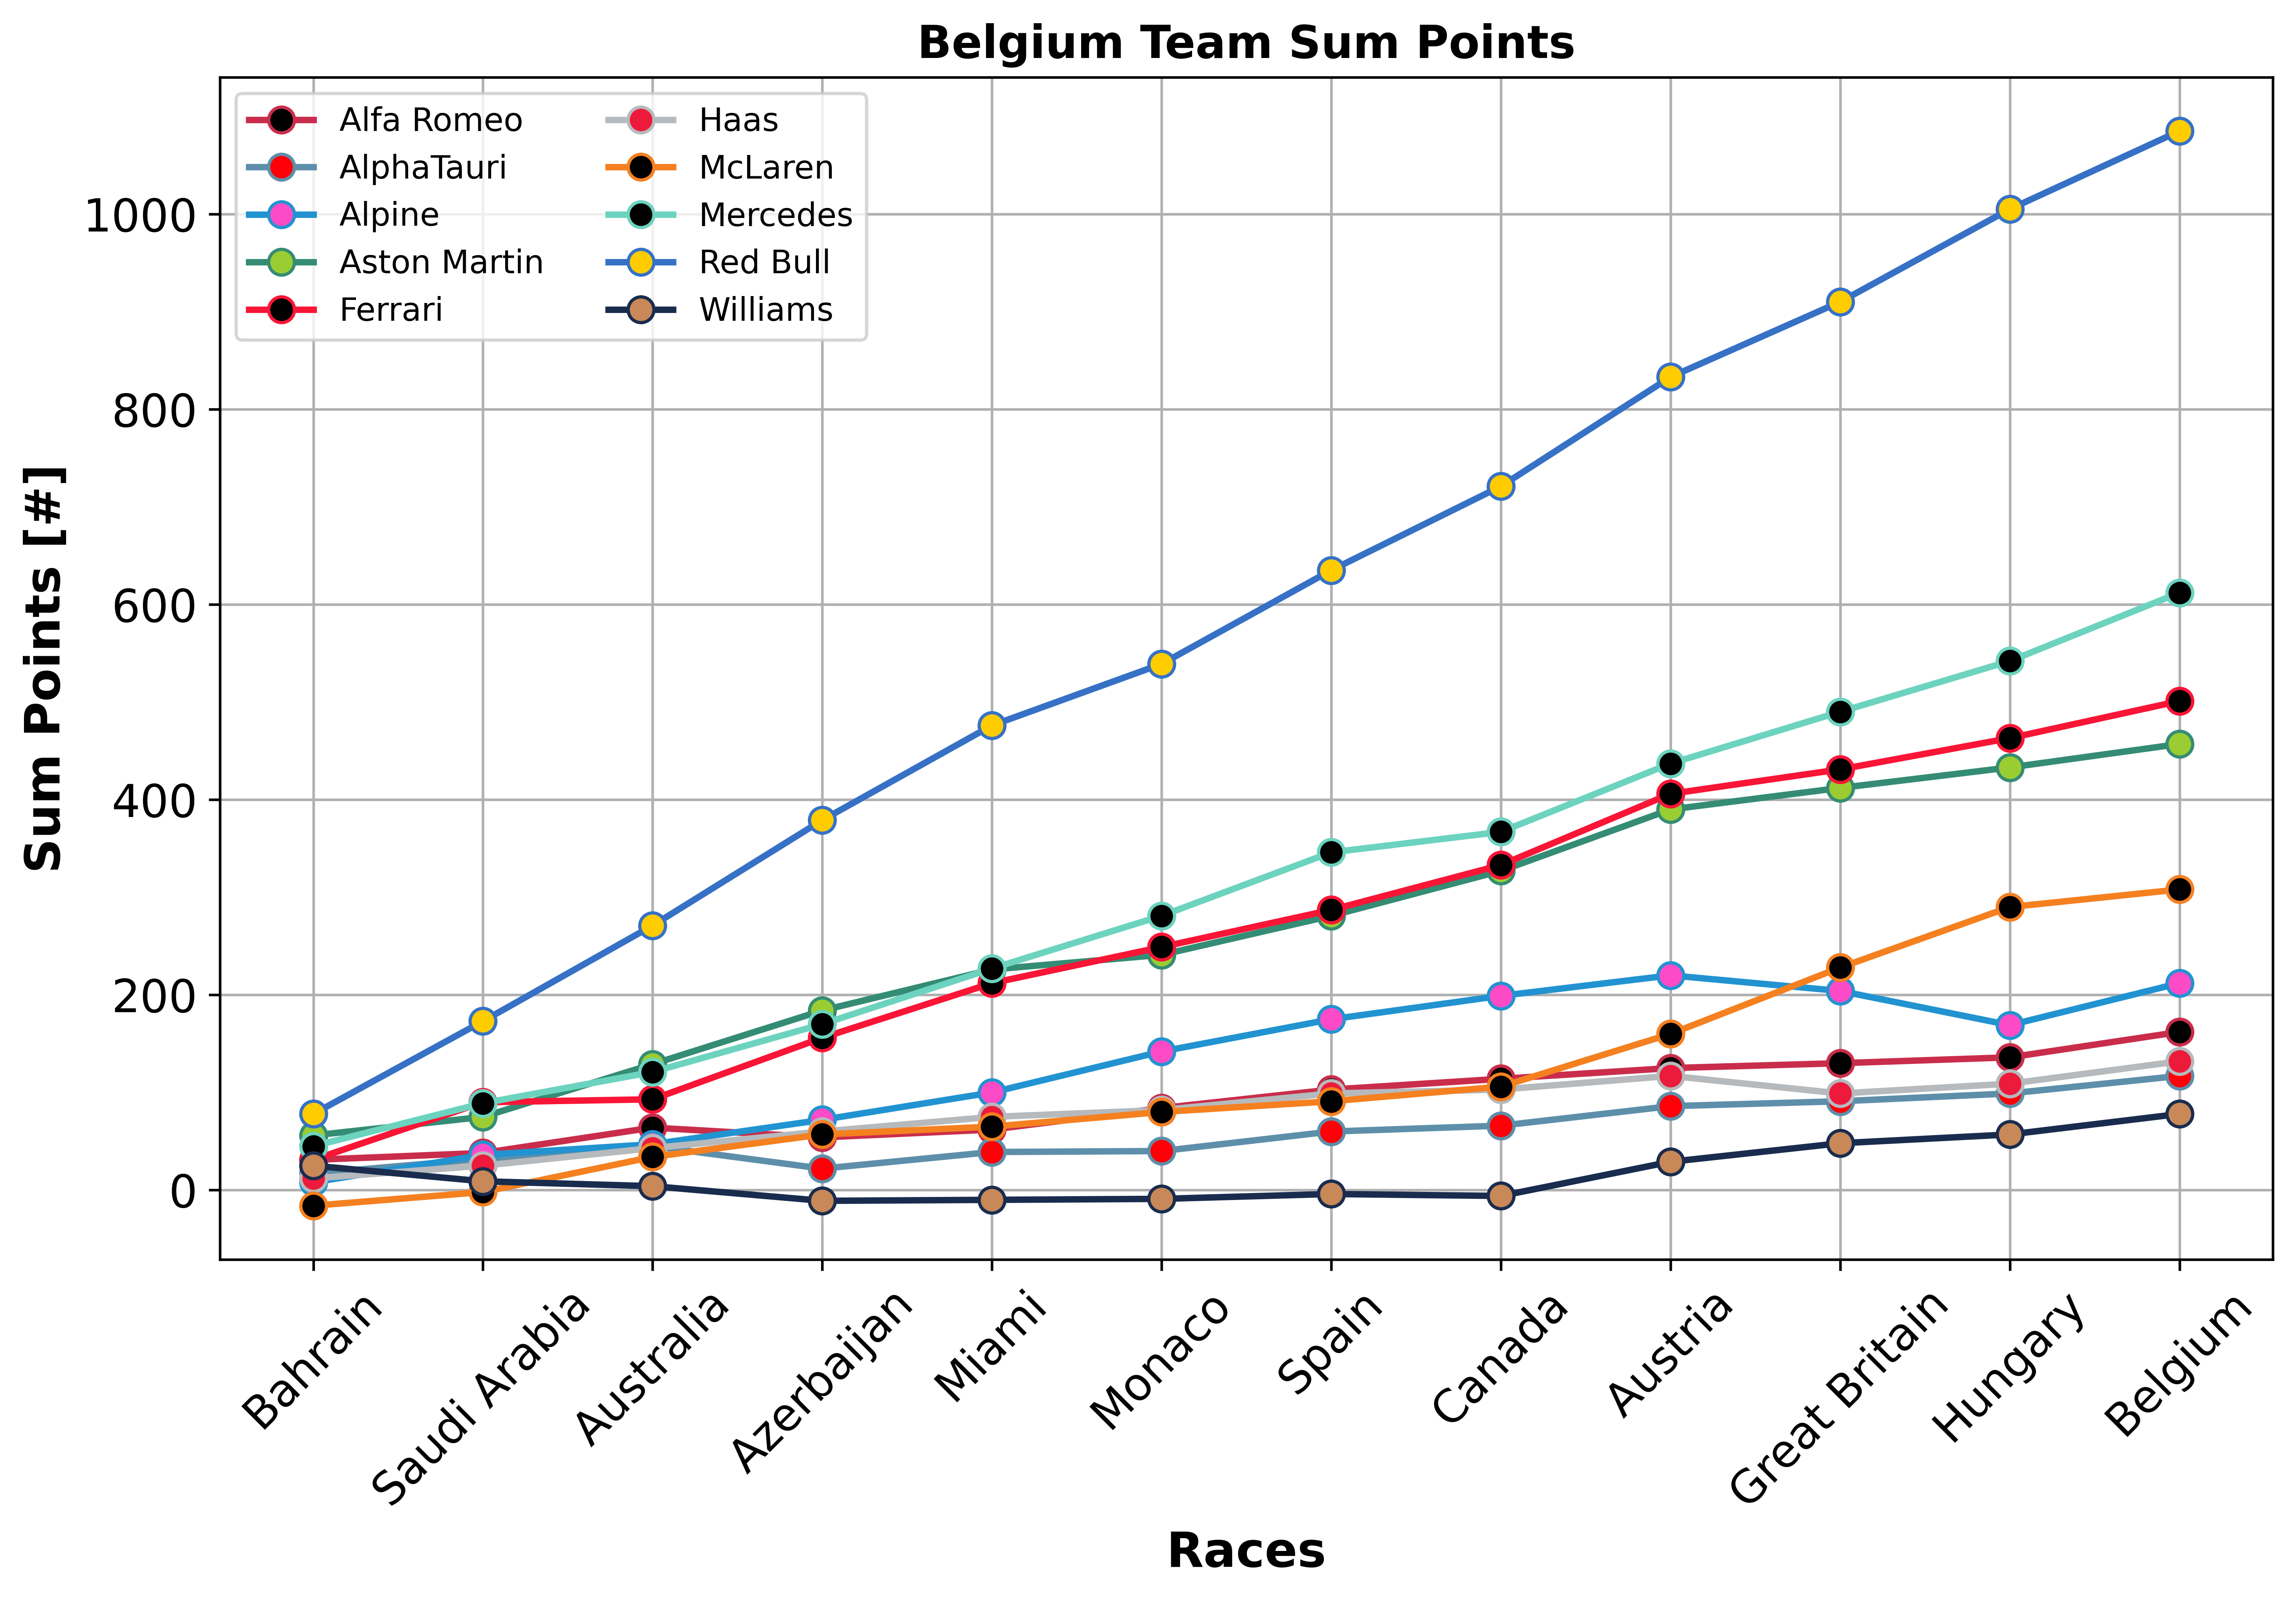 Belgium Team Sum Points
Alfa Romeo
AlphaTauri
Alpine
Aston Martin
Ferrari
Haas
McLaren
Mercedes
Red Bull
Williams
Sum Points [#]
1000
800
600
400
200
0
Bahrain
Saudi Arabia
Australia
Azerbaijan
Miami
Monaco
Spain
Canada
Austria
Great Britain
Hungary
Belgium
Races